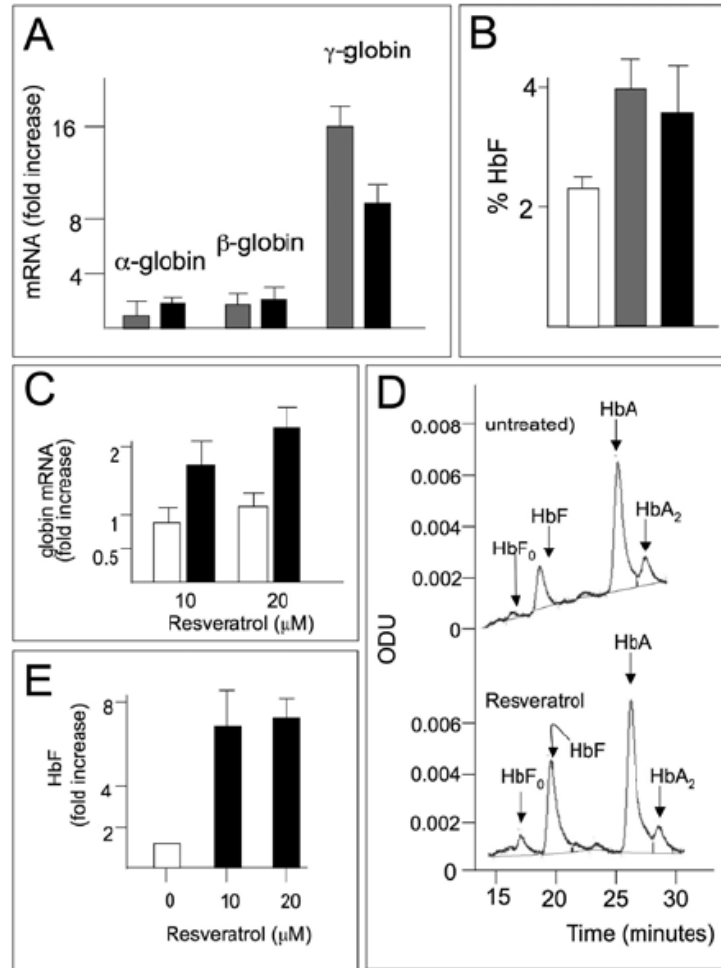 A
γ-globin
mRNA (fold increase)
16
8
4
α-globin
β-globin
B
% HbF
4
2
C
globin mRNA
(fold increase)
2
1
0.5
10
20
Resveratrol (μM)
D
ODU
0.008
0.006
0.004
0.002
0
untreated)
HbF₀
HbF
HbA
HbA₂
0.006
0.004
0.002
0
Resveratrol
HbF₀
HbF
HbA
HbA₂
15 20 25 30
Time (minutes)
E
HbF
(fold increase)
8
4
2
0 10 20
Resveratrol (μM)